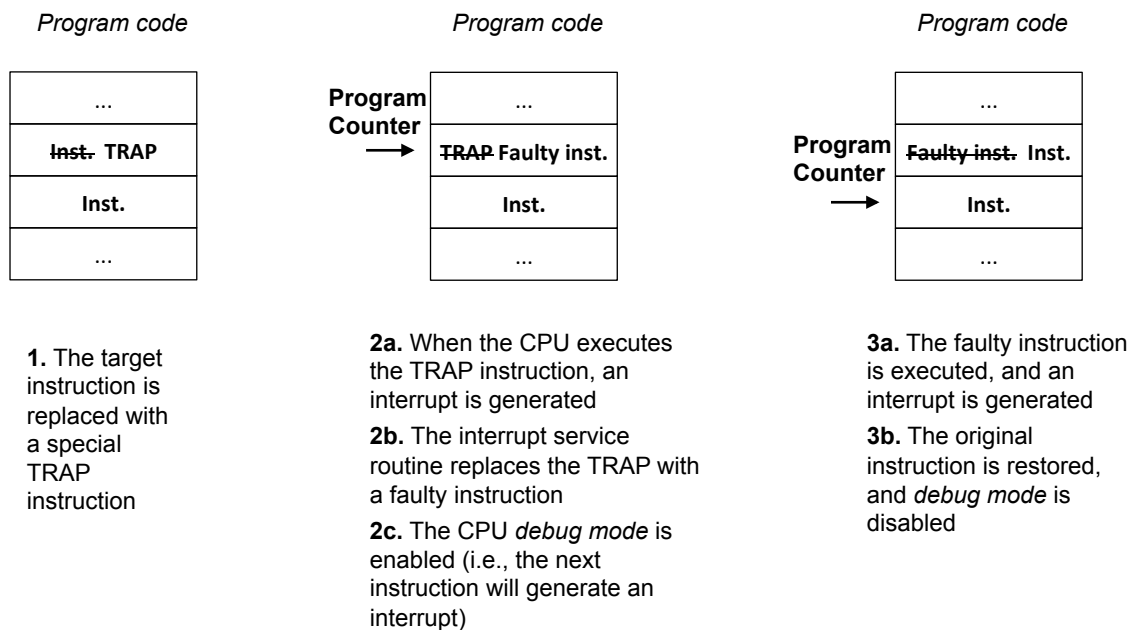 Program code
...
Inst. TRAP
Inst.
...
1. The target
instruction is
replaced with
a special
TRAP
instruction
Program code
Program
Counter
...
TRAP Faulty inst.
Inst.
...
2a. When the CPU executes
the TRAP instruction, an
interrupt is generated
2b. The interrupt service
routine replaces the TRAP with
a faulty instruction
2c. The CPU debug mode is
enabled (i.e., the next
instruction will generate an
interrupt)
Program code
Program
Counter
...
Faulty inst. Inst.
Inst.
...
3a. The faulty instruction
is executed, and an
interrupt is generated
3b. The original
instruction is restored,
and debug mode is
disabled